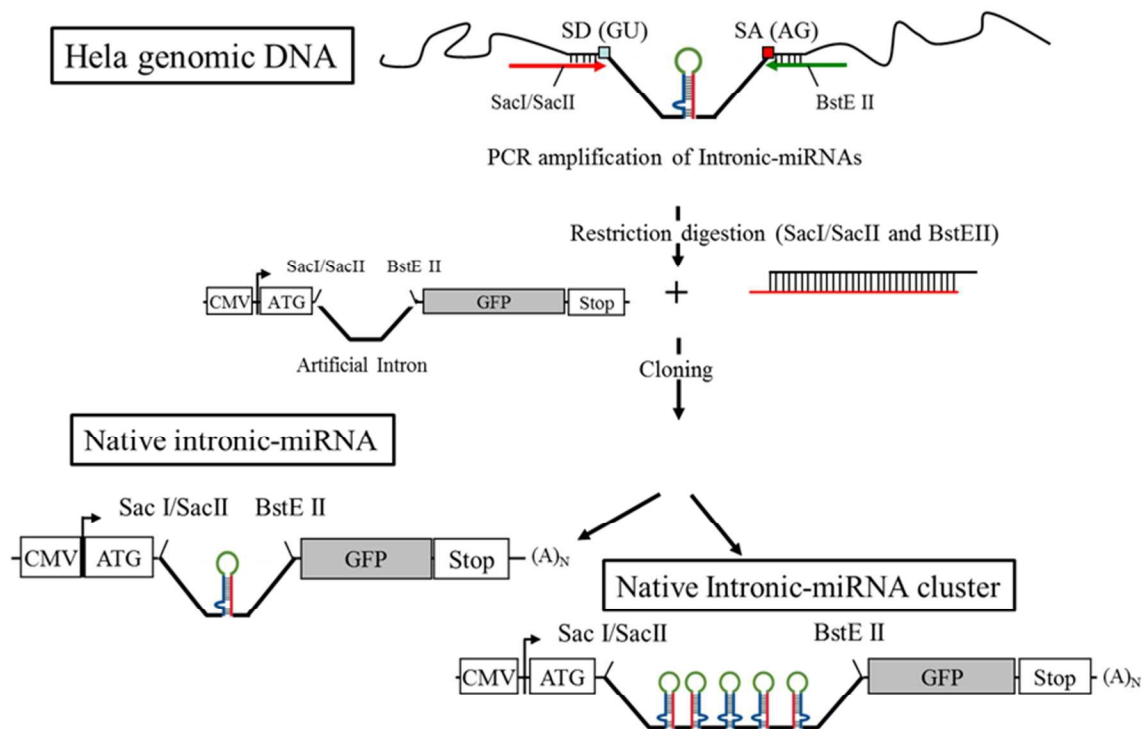 Hela genomic DNA
SD (GU)
SA (AG)
SacI/SacII
BstE II
PCR amplification of Intronic-miRNAs
Restriction digestion (SacI/SacII and BstEII)
SacI/SacII
BstE II
CMV
ATG
GFP
Stop
+
Artificial Intron
Cloning
Native intronic-miRNA
Sac I/SacII
BstE II
CMV
ATG
GFP
Stop
(A)N
Native Intronic-miRNA cluster
Sac I/SacII
BstE II
CMV
ATG
GFP
Stop
(A)N